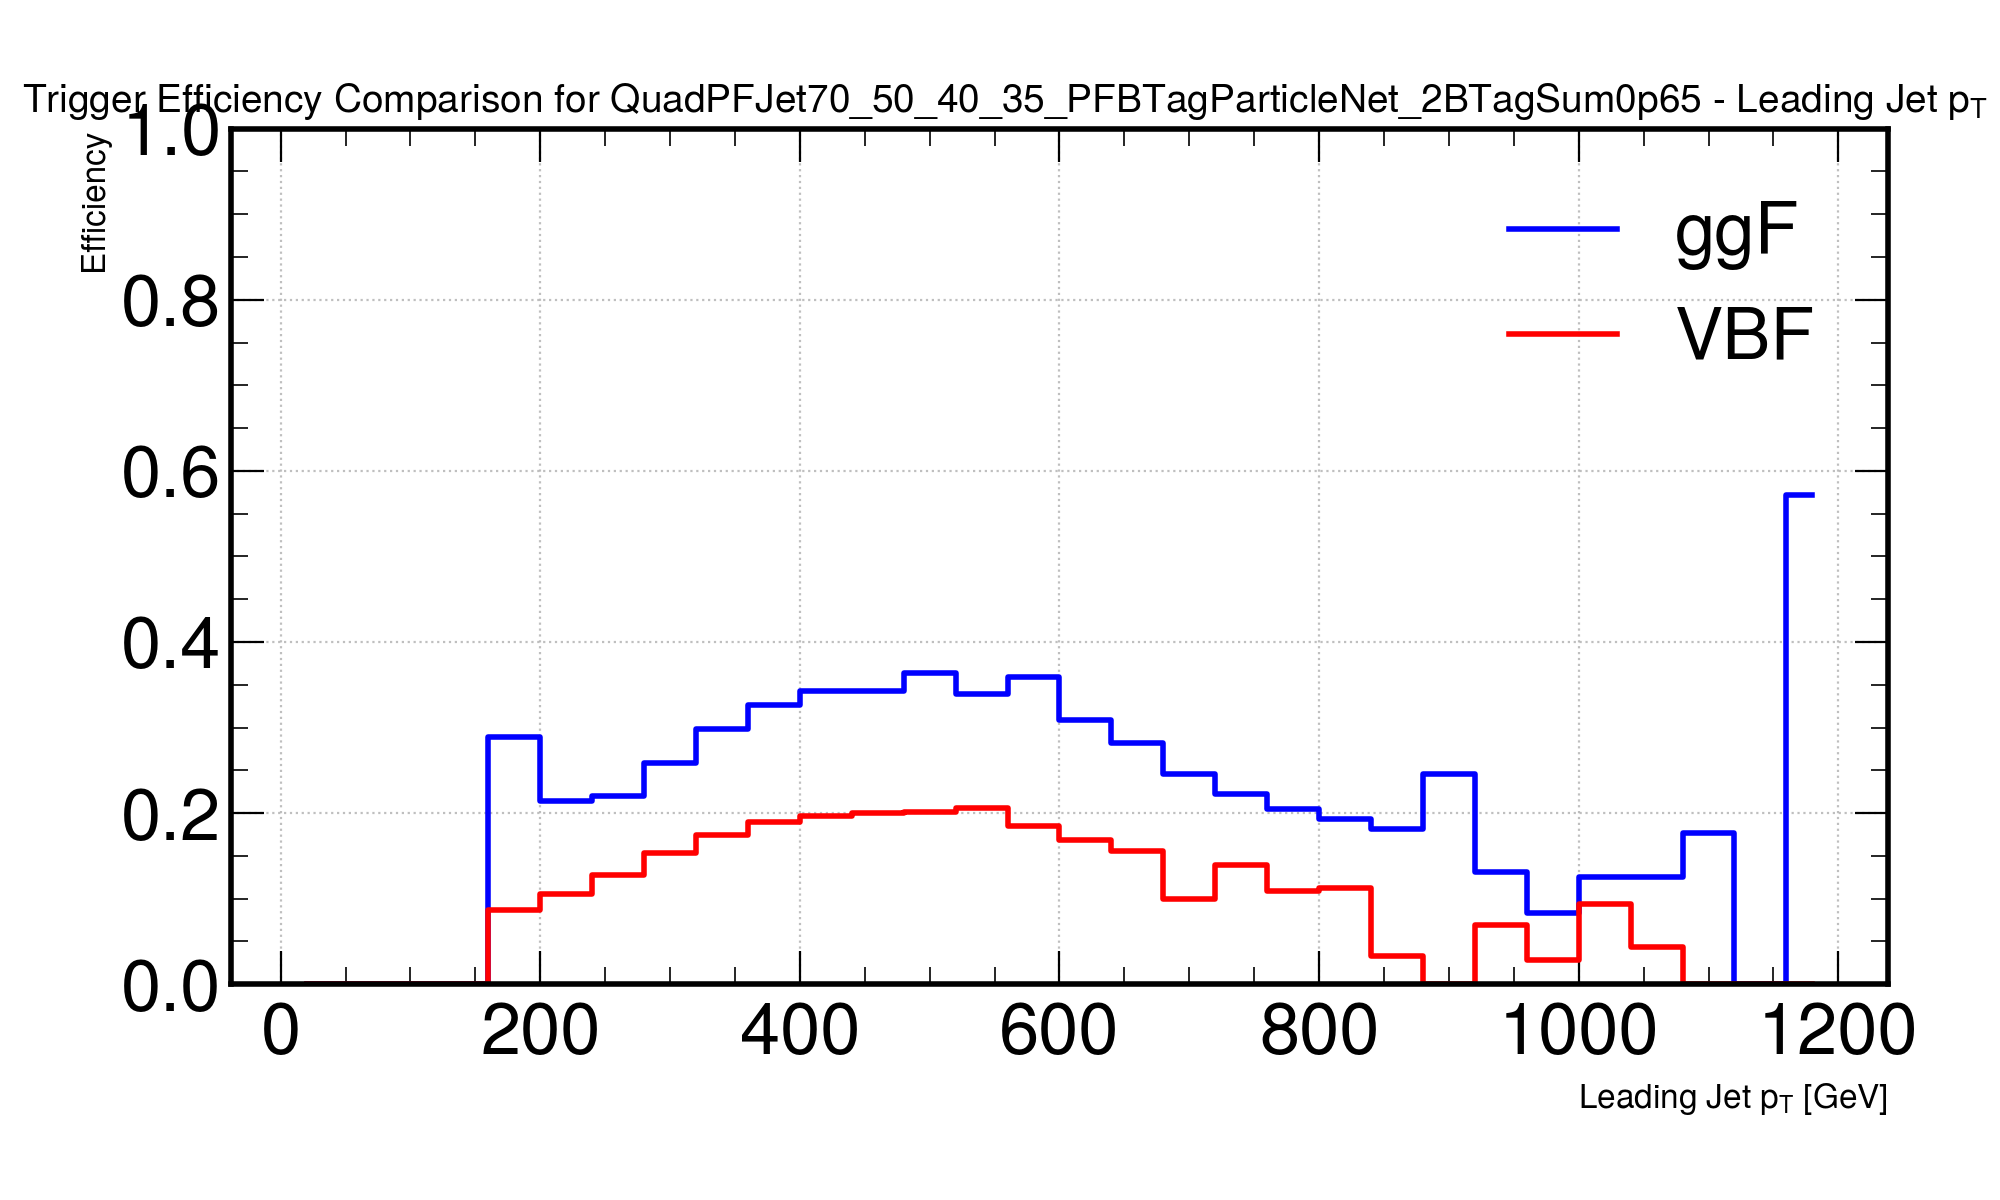 Trigger Efficiency Comparison for QuadPFJet70_50_40_35_PFBTagParticleNet_2BTagSum0p65 - Leading Jet pT
Efficiency
1.0
0.8
0.6
0.4
0.2
0.0
ggF
VBF
0 200 400 600 800 1000 1200
Leading Jet pT [GeV]